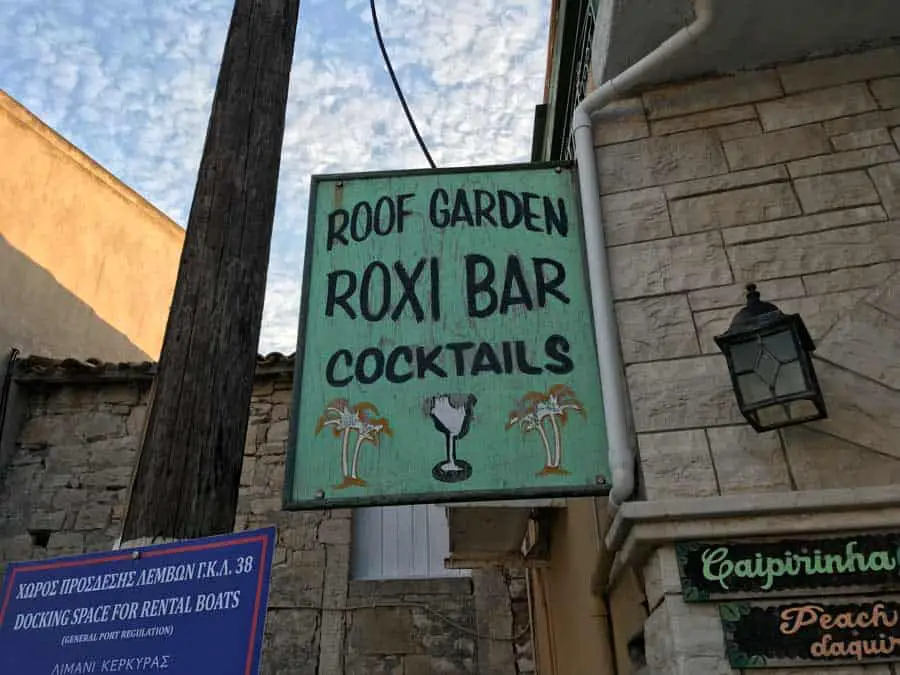 ROOF GARDEN
ROXI BAR
COCKTAILS
ΧΩΡΟΣ ΠΡΟΣΔΕΣΗΣ ΛΕΜΒΩΝ Γ.Κ.Λ. 38
DOCKING SPACE FOR RENTAL BOATS
(GENERAL PORT REGULATION)
ΛΙΜΑΝΙ ΚΕΡΚΥΡΑΣ
Caipirinha
Peach
daquir